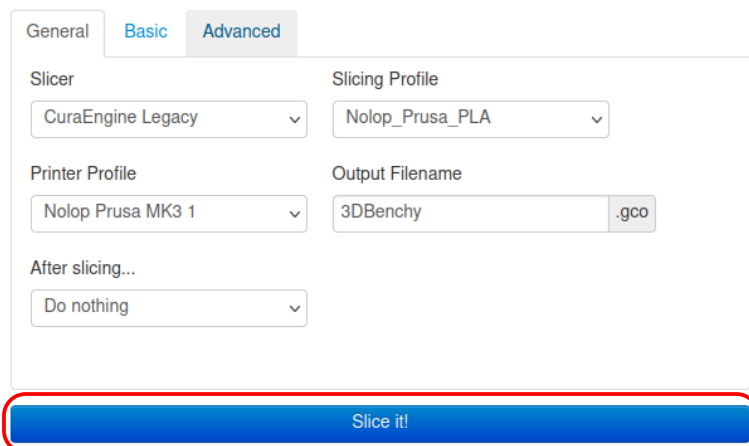 General Basic Advanced
Slicer Slicing Profile
CuraEngine Legacy Nolop_Prusa_PLA
Printer Profile Output Filename
Nolop Prusa MK3 1 3DBenchy .gco
After slicing...
Do nothing
Slice it!